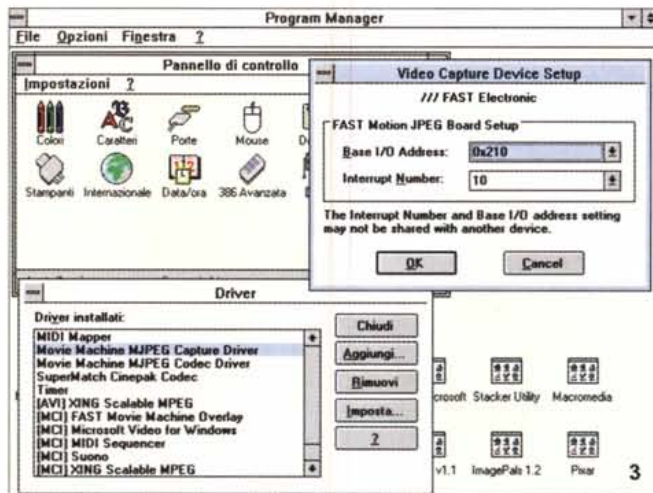 Program Manager
File Opzioni Finestra ?
Pannello di controllo
Impostazioni ?
Colori Caratteri Porte Mouse
Stampanti Internazionale Data/ora 386 Avanzata
Video Capture Device Setup
/// FAST Electronic
FAST Motion JPEG Board Setup
Base I/O Address: 0x210
Interrupt Number: 10
The Interrupt Number and Base I/O address setting
may not be shared with another device.
OK Cancel
Driver
Driver installati:
MIDI Mapper
Movie Machine MJPEG Capture Driver
Movie Machine MJPEG Codec Driver
SuperMatch Cinepak Codec
Timer
[AVI] XING Scalable MPEG
[MCI] FAST Movie Machine Overlay
[MCI] Microsoft Video for Windows
[MCI] MIDI Sequencer
[MCI] Suono
[MCI] XING Scalable MPEG
Chiudi
Aggiungi...
Rimuovi
Imposta...
?
crosoft Stacker Utility Macromedia
v1.1 ImagePals 1.2 Pixar
3